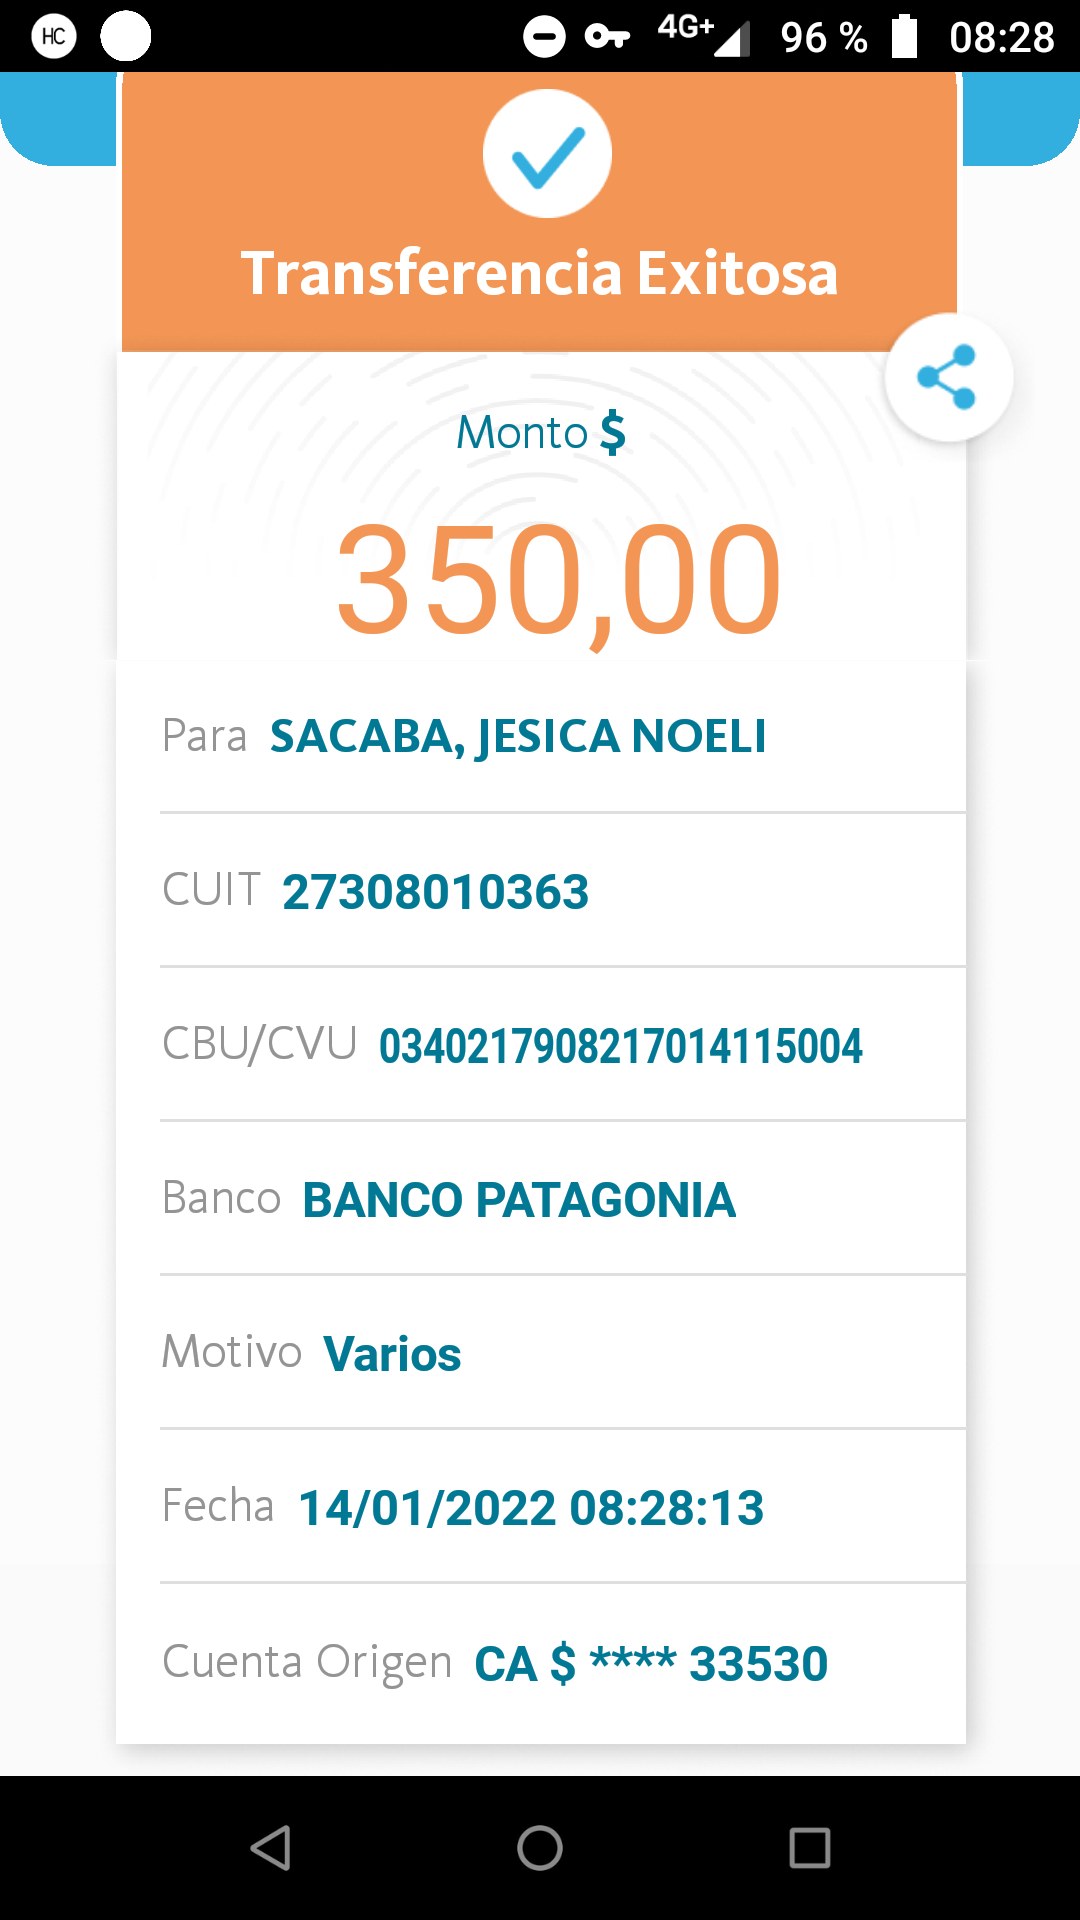 HC 4G+ 96 % 08:28
Transferencia Exitosa
Monto $
350,00
Para SACABA, JESICA NOELI
CUIT 27308010363
CBU/CVU 0340217908217014115004
Banco BANCO PATAGONIA
Motivo Varios
Fecha 14/01/2022 08:28:13
Cuenta Origen CA $ **** 33530